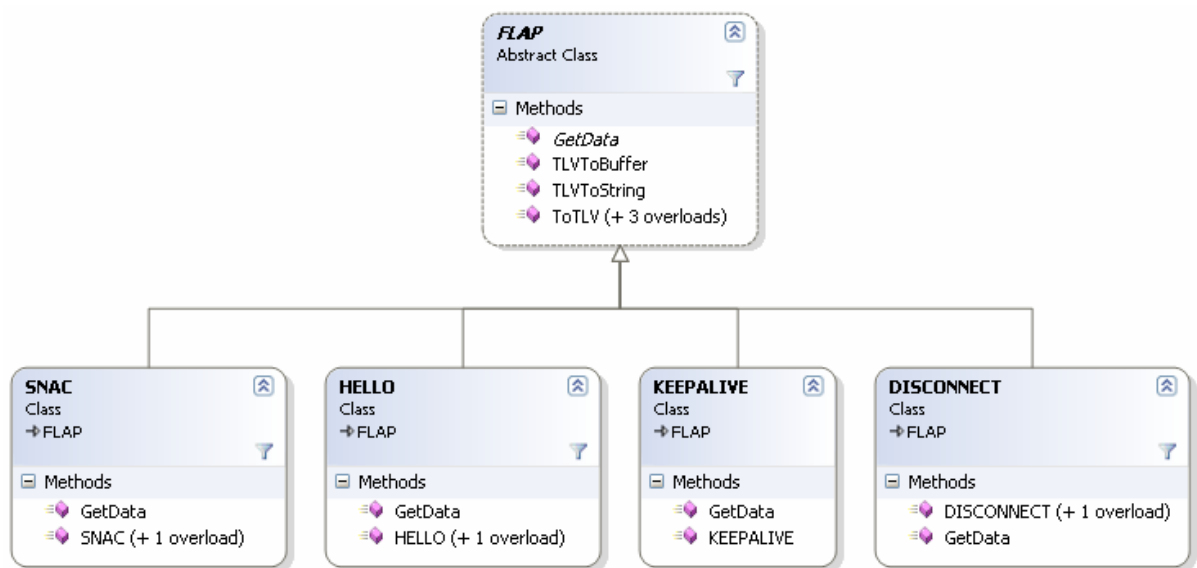 FLAP
Abstract Class
Methods
GetData
TLVToBuffer
TLVToString
ToTLV (+ 3 overloads)
SNAC
Class
FLAP
Methods
GetData
SNAC (+ 1 overload)
HELLO
Class
FLAP
Methods
GetData
HELLO (+ 1 overload)
KEEPALIVE
Class
FLAP
Methods
GetData
KEEPALIVE
DISCONNECT
Class
FLAP
Methods
DISCONNECT (+ 1 overload)
GetData